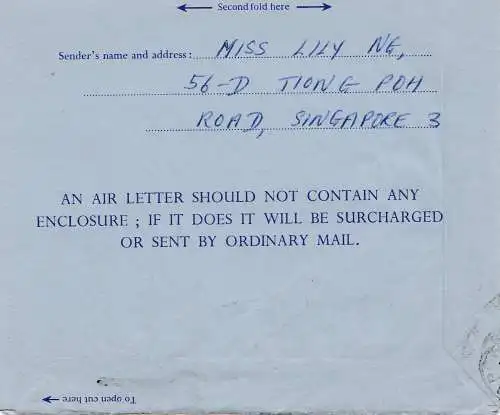 Second fold here
Sender's name and address: MISS LILY NG,
56-D TIONG POH
ROAD, SINGAPORE 3
AN AIR LETTER SHOULD NOT CONTAIN ANY
ENCLOSURE ; IF IT DOES IT WILL BE SURCHARGED
OR SENT BY ORDINARY MAIL.
To open cut here